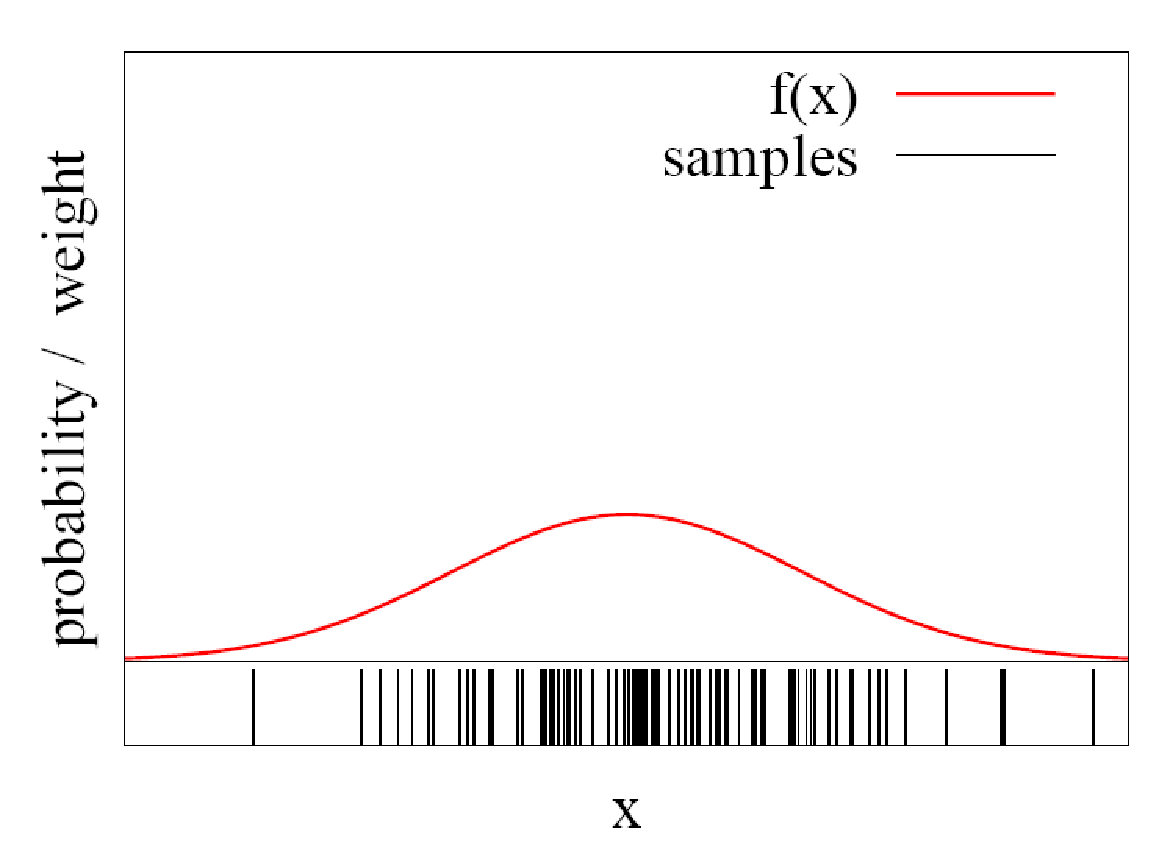 f(x)
samples
probability / weight
x